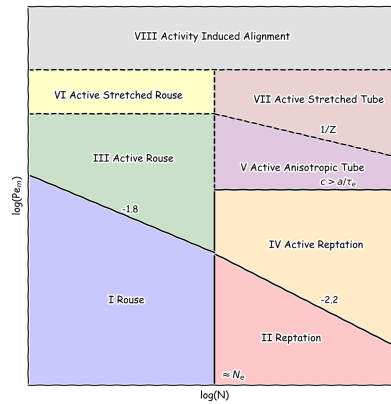 VIII Activity Induced Alignment
VI Active Stretched Rouse
VII Active Stretched Tube
1/Z
III Active Rouse
V Active Anisotropic Tube
c > a/τₑ
log(Peₘ)
-1.8
IV Active Reptation
I Rouse
-2.2
II Reptation
≈ Nₑ
log(N)